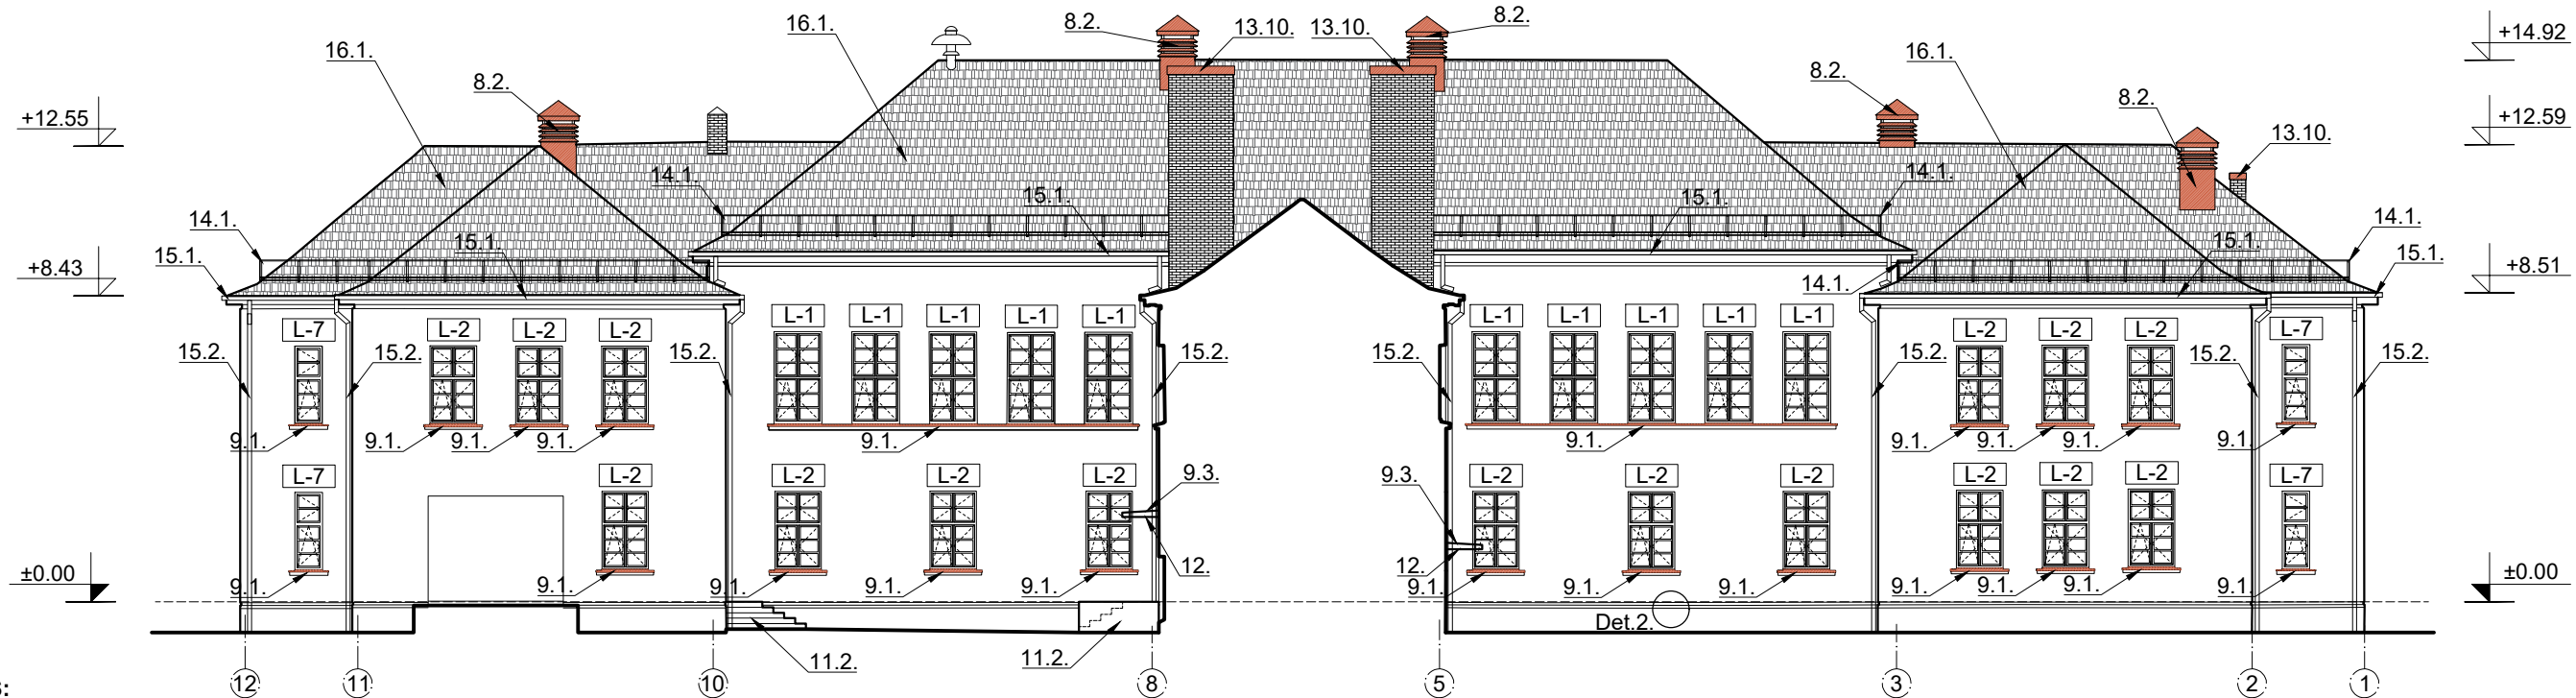 16.1. 16.1. 8.2. 13.10. 13.10. 8.2. 16.1. +14.92
+12.55 8.2. 8.2. 8.2. +12.59
13.10.
14.1. 15.1. 15.1. 14.1.
14.1. 15.1. 15.1. 14.1.
15.1. 15.1.
+8.43 14.1. +8.51
L-7 L-2 L-2 L-2 L-1 L-1 L-1 L-1 L-1 L-1 L-1 L-1 L-1 L-1 L-2 L-2 L-2 L-7
15.2. 15.2. 15.2. 15.2. 15.2. 15.2. 15.2. 15.2.
9.1. 9.1. 9.1. 9.1. 9.1. 9.1. 9.1. 9.1. 9.1. 9.1.
L-7 L-2 L-2 L-2 L-2 L-2 L-2 L-2 L-2 L-2 L-2 L-7
9.3. 9.3.
±0.00 12. 12. ±0.00
9.1. 9.1. 9.1. 9.1. 9.1. 9.1. 9.1. 9.1. 9.1. 9.1. 9.1. 9.1.
Det.2.
11.2. 11.2.
12 11 10 8 5 3 2 1